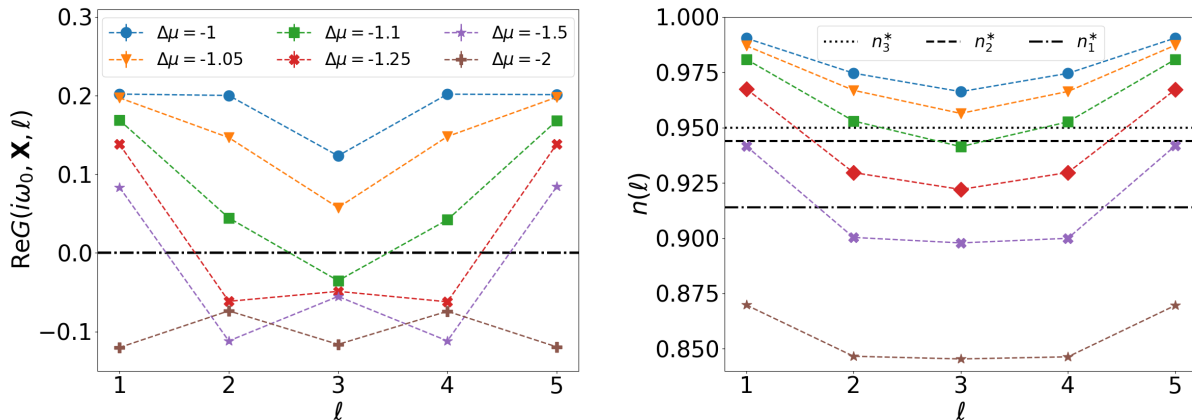 0.3
0.2
0.1
0.0
−0.1
ReG(iω₀, X, ℓ)
Δμ = -1
Δμ = -1.1
Δμ = -1.5
Δμ = -1.05
Δμ = -1.25
Δμ = -2
1 2 3 4 5
ℓ
1.000
0.975
0.950
0.925
0.900
0.875
0.850
n(ℓ)
n₃*
n₂*
n₁*
1 2 3 4 5
ℓ